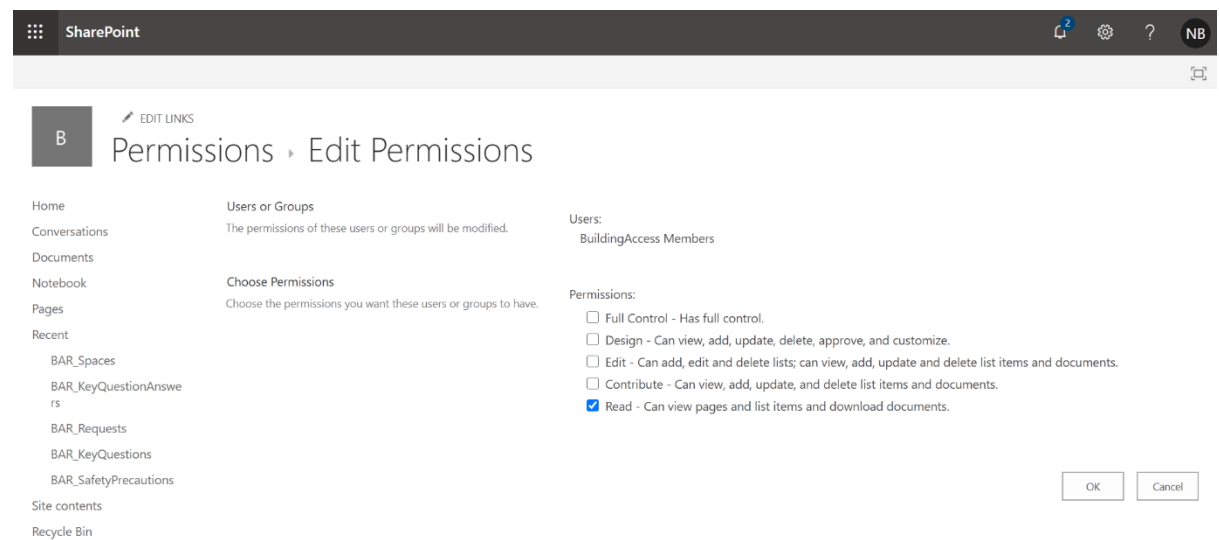 SharePoint
2
NB
EDIT LINKS
B
Permissions ▸ Edit Permissions
Home
Conversations
Documents
Notebook
Pages
Recent
BAR_Spaces
BAR_KeyQuestionAnswe
rs
BAR_Requests
BAR_KeyQuestions
BAR_SafetyPrecautions
Site contents
Recycle Bin
Users or Groups
The permissions of these users or groups will be modified.
Users:
BuildingAccess Members
Choose Permissions
Choose the permissions you want these users or groups to have.
Permissions:
Full Control - Has full control.
Design - Can view, add, update, delete, approve, and customize.
Edit - Can add, edit and delete lists; can view, add, update and delete list items and documents.
Contribute - Can view, add, update, and delete list items and documents.
Read - Can view pages and list items and download documents.
OK
Cancel